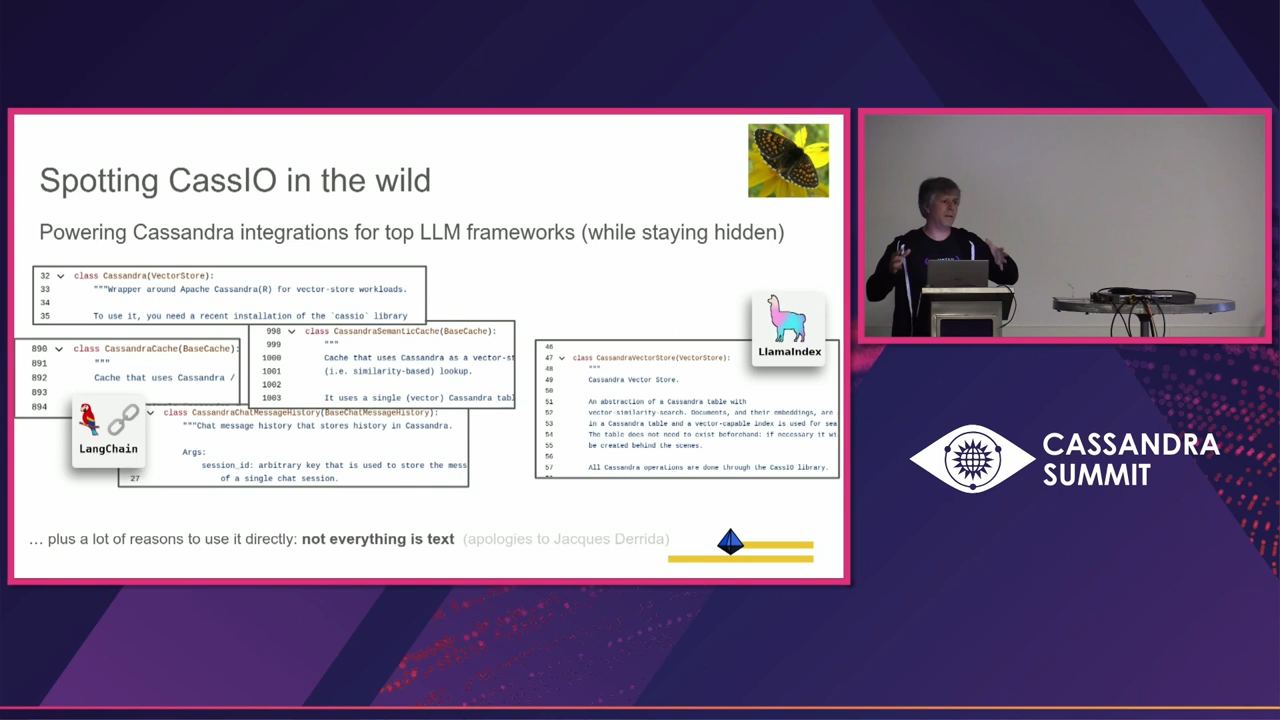 Spotting CassIO in the wild
Powering Cassandra integrations for top LLM frameworks (while staying hidden)
32 class Cassandra(VectorStore):
33 """Wrapper around Apache Cassandra(R) for vector-store workloads.
34
35 To use it, you need a recent installation of the `cassio` library
890 class CassandraCache(BaseCache):
891 """
892 Cache that uses Cassandra /
893
894
998 class CassandraSemanticCache(BaseCache):
999 """
1000 Cache that uses Cassandra as a vector-st
1001 (i.e. similarity-based) lookup.
1002
1003 It uses a single (vector) Cassandra tabl
class CassandraChatMessageHistory(BaseChatMessageHistory):
"""Chat message history that stores history in Cassandra.
Args:
session_id: arbitrary key that is used to store the mess
27 of a single chat session.
LangChain
46
47 class CassandraVectorStore(VectorStore):
48 """
49 Cassandra Vector Store.
50
51 An abstraction of a Cassandra table with
52 vector-similarity-search. Documents, and their embeddings, are
53 in a Cassandra table and a vector-capable index is used for sea
54 The table does not need to exist beforehand: if necessary it wi
55 be created behind the scenes.
56
57 All Cassandra operations are done through the CassIO library.
LlamaIndex
… plus a lot of reasons to use it directly: not everything is text (apologies to Jacques Derrida)
CASSANDRA
SUMMIT